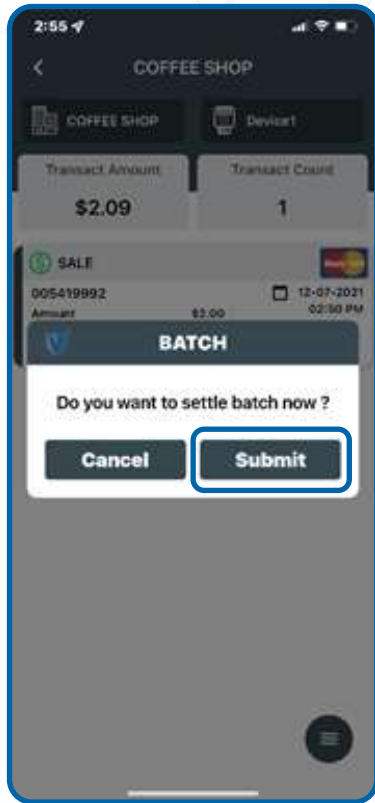 2:55
COFFEE SHOP
COFFEE SHOP Device1
Transact Amount Transact Count
$2.09 1
SALE
005419992 12-07-2021
Amount $2.00 02:50 PM
BATCH
Do you want to settle batch now ?
Cancel Submit